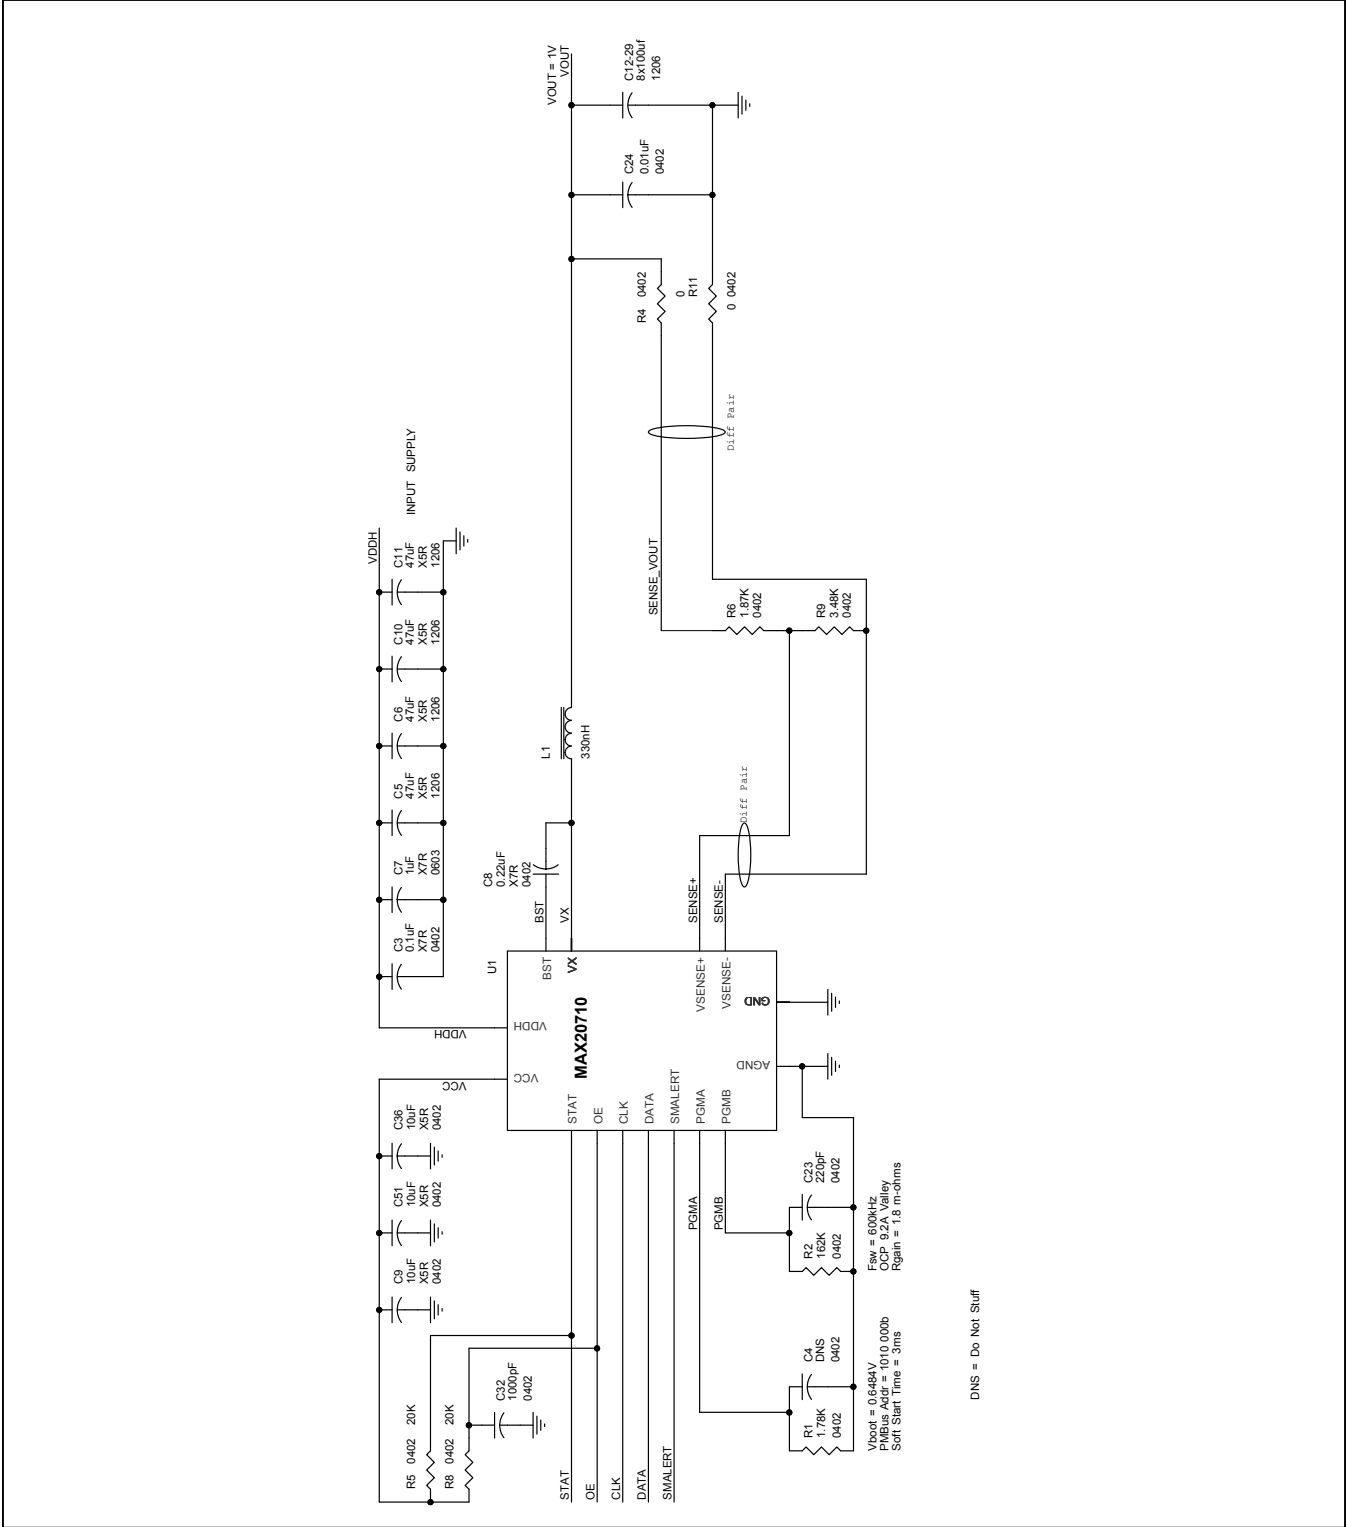 VOUT = 1V
VOUT
C12-29
8x100uf
1206
C24
0.01uF
0402
R4 0402
0
R11
0 0402
Diff Pair
INPUT SUPPLY
VDDH
C11
47uF
X5R
1206
C10
47uF
X5R
1206
C6
47uF
X5R
1206
C5
47uF
X5R
1206
C7
1uF
X7R
0603
C3
0.1uF
X7R
0402
SENSE_VOUT
R6
1.87K
0402
R9
3.48K
0402
L1
330nH
Diff Pair
C8
0.22uF
X7R
0402
BST
VX
SENSE+
SENSE-
U1
BST
VX
VSENSE+
VSENSE-
VDDH
VDDH
MAX20710
GND
AGND
VCC
VCC
STAT
OE
CLK
DATA
SMALERT
PGMA
PGMB
C36
10uF
X5R
0402
C51
10uF
X5R
0402
C9
10uF
X5R
0402
PGMA
PGMB
C23
220pF
0402
R2
162K
0402
Fsw = 600kHz
OCP 9.2A Valley
Rgain = 1.8 m-ohms
C32
1000pF
0402
R5 0402 20K
R8 0402 20K
C4
DNS
0402
R1
1.78K
0402
Vboot = 0.6484V
PMBus Addr = 1010 000b
Soft Start Time = 3ms
STAT
OE
CLK
DATA
SMALERT
DNS = Do Not Stuff